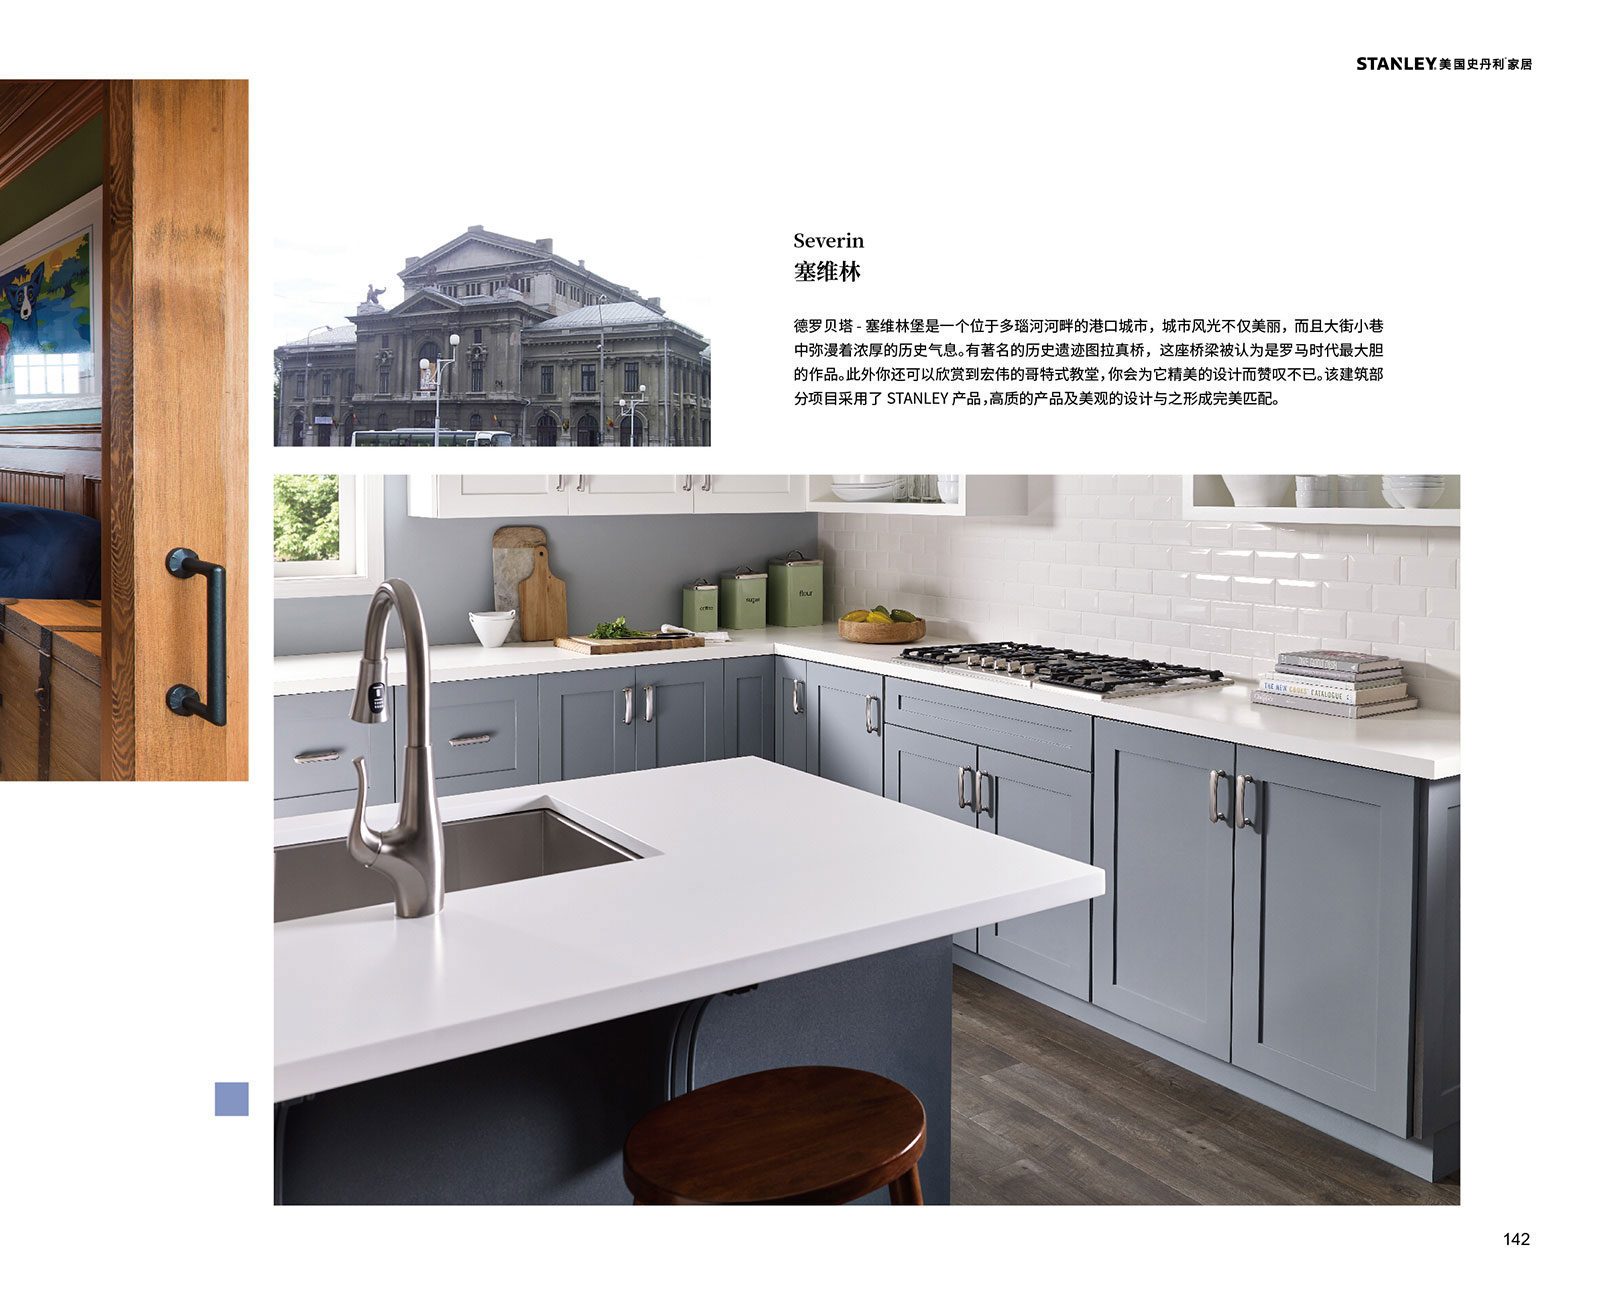 STANLEY 美国史丹利家居
Severin
塞维林
德罗贝塔 - 塞维林堡是一个位于多瑙河河畔的港口城市，城市风光不仅美丽，而且大街小巷
中弥漫着浓厚的历史气息。有著名的历史遗迹图拉真桥，这座桥梁被认为是罗马时代最大胆
的作品。此外你还可以欣赏到宏伟的哥特式教堂，你会为它精美的设计而赞叹不已。该建筑部
分项目采用了 STANLEY 产品，高质的产品及美观的设计与之形成完美匹配。
coffee
sugar
flour
THE NEW COOKS' CATALOGUE
142